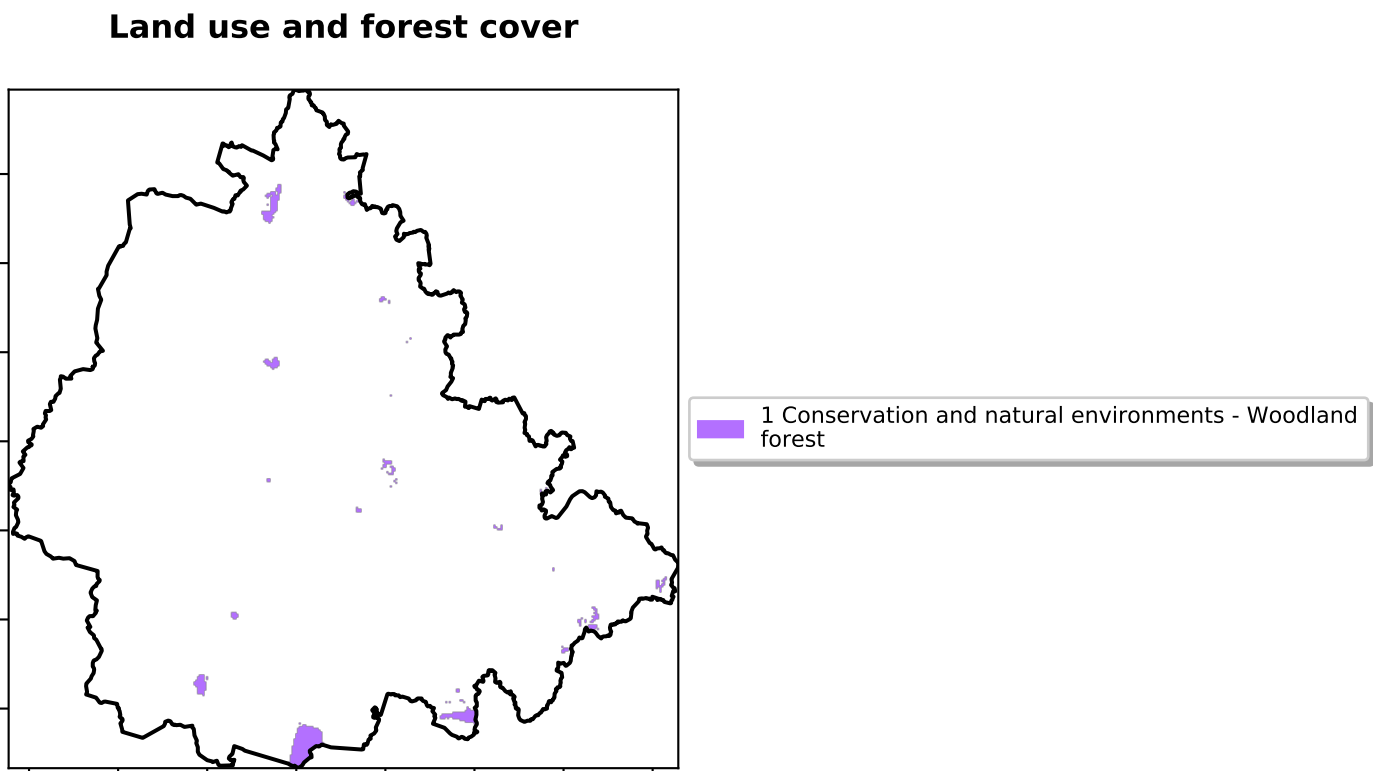 Land use and forest cover
1 Conservation and natural environments - Woodland
forest